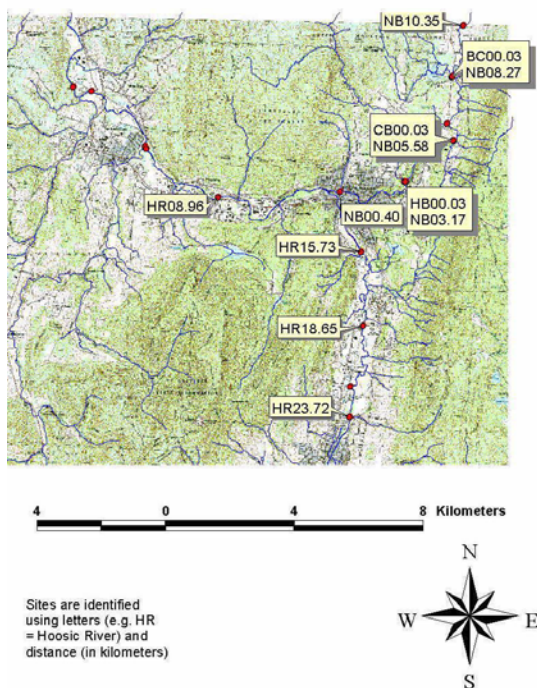 NB10.35
BC00.03
NB08.27
CB00.03
NB05.58
HR08.96
NB00.40
HB00.03
NB03.17
HR15.73
HR18.65
HR23.72
4 0 4 8 Kilometers
Sites are identified
using letters (e.g. HR
= Hoosic River) and
distance (in kilometers)
N
W E
S